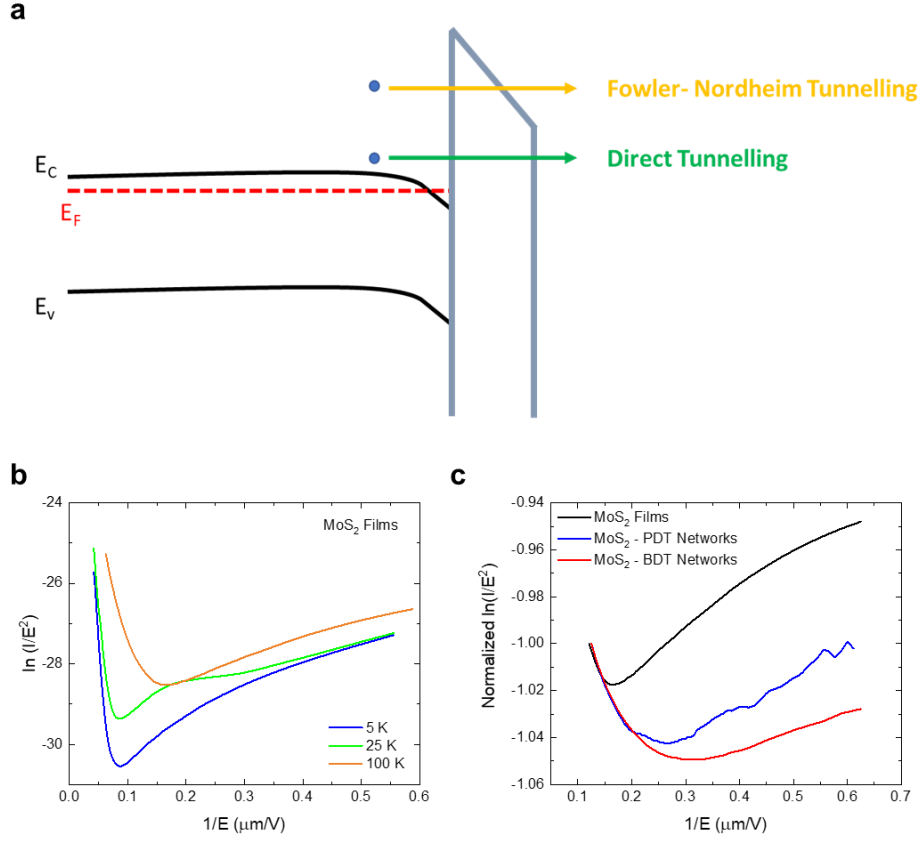 a
Fowler- Nordheim Tunnelling
Direct Tunnelling
E_C
E_F
E_v
b
MoS₂ Films
ln (I/E²)
-24
-26
-28
-30
5 K
25 K
100 K
0.0 0.1 0.2 0.3 0.4 0.5 0.6
1/E (μm/V)
c
MoS₂ Films
MoS₂ - PDT Networks
MoS₂ - BDT Networks
Normalized ln(I/E²)
-0.94
-0.96
-0.98
-1.00
-1.02
-1.04
-1.06
0.1 0.2 0.3 0.4 0.5 0.6 0.7
1/E (μm/V)